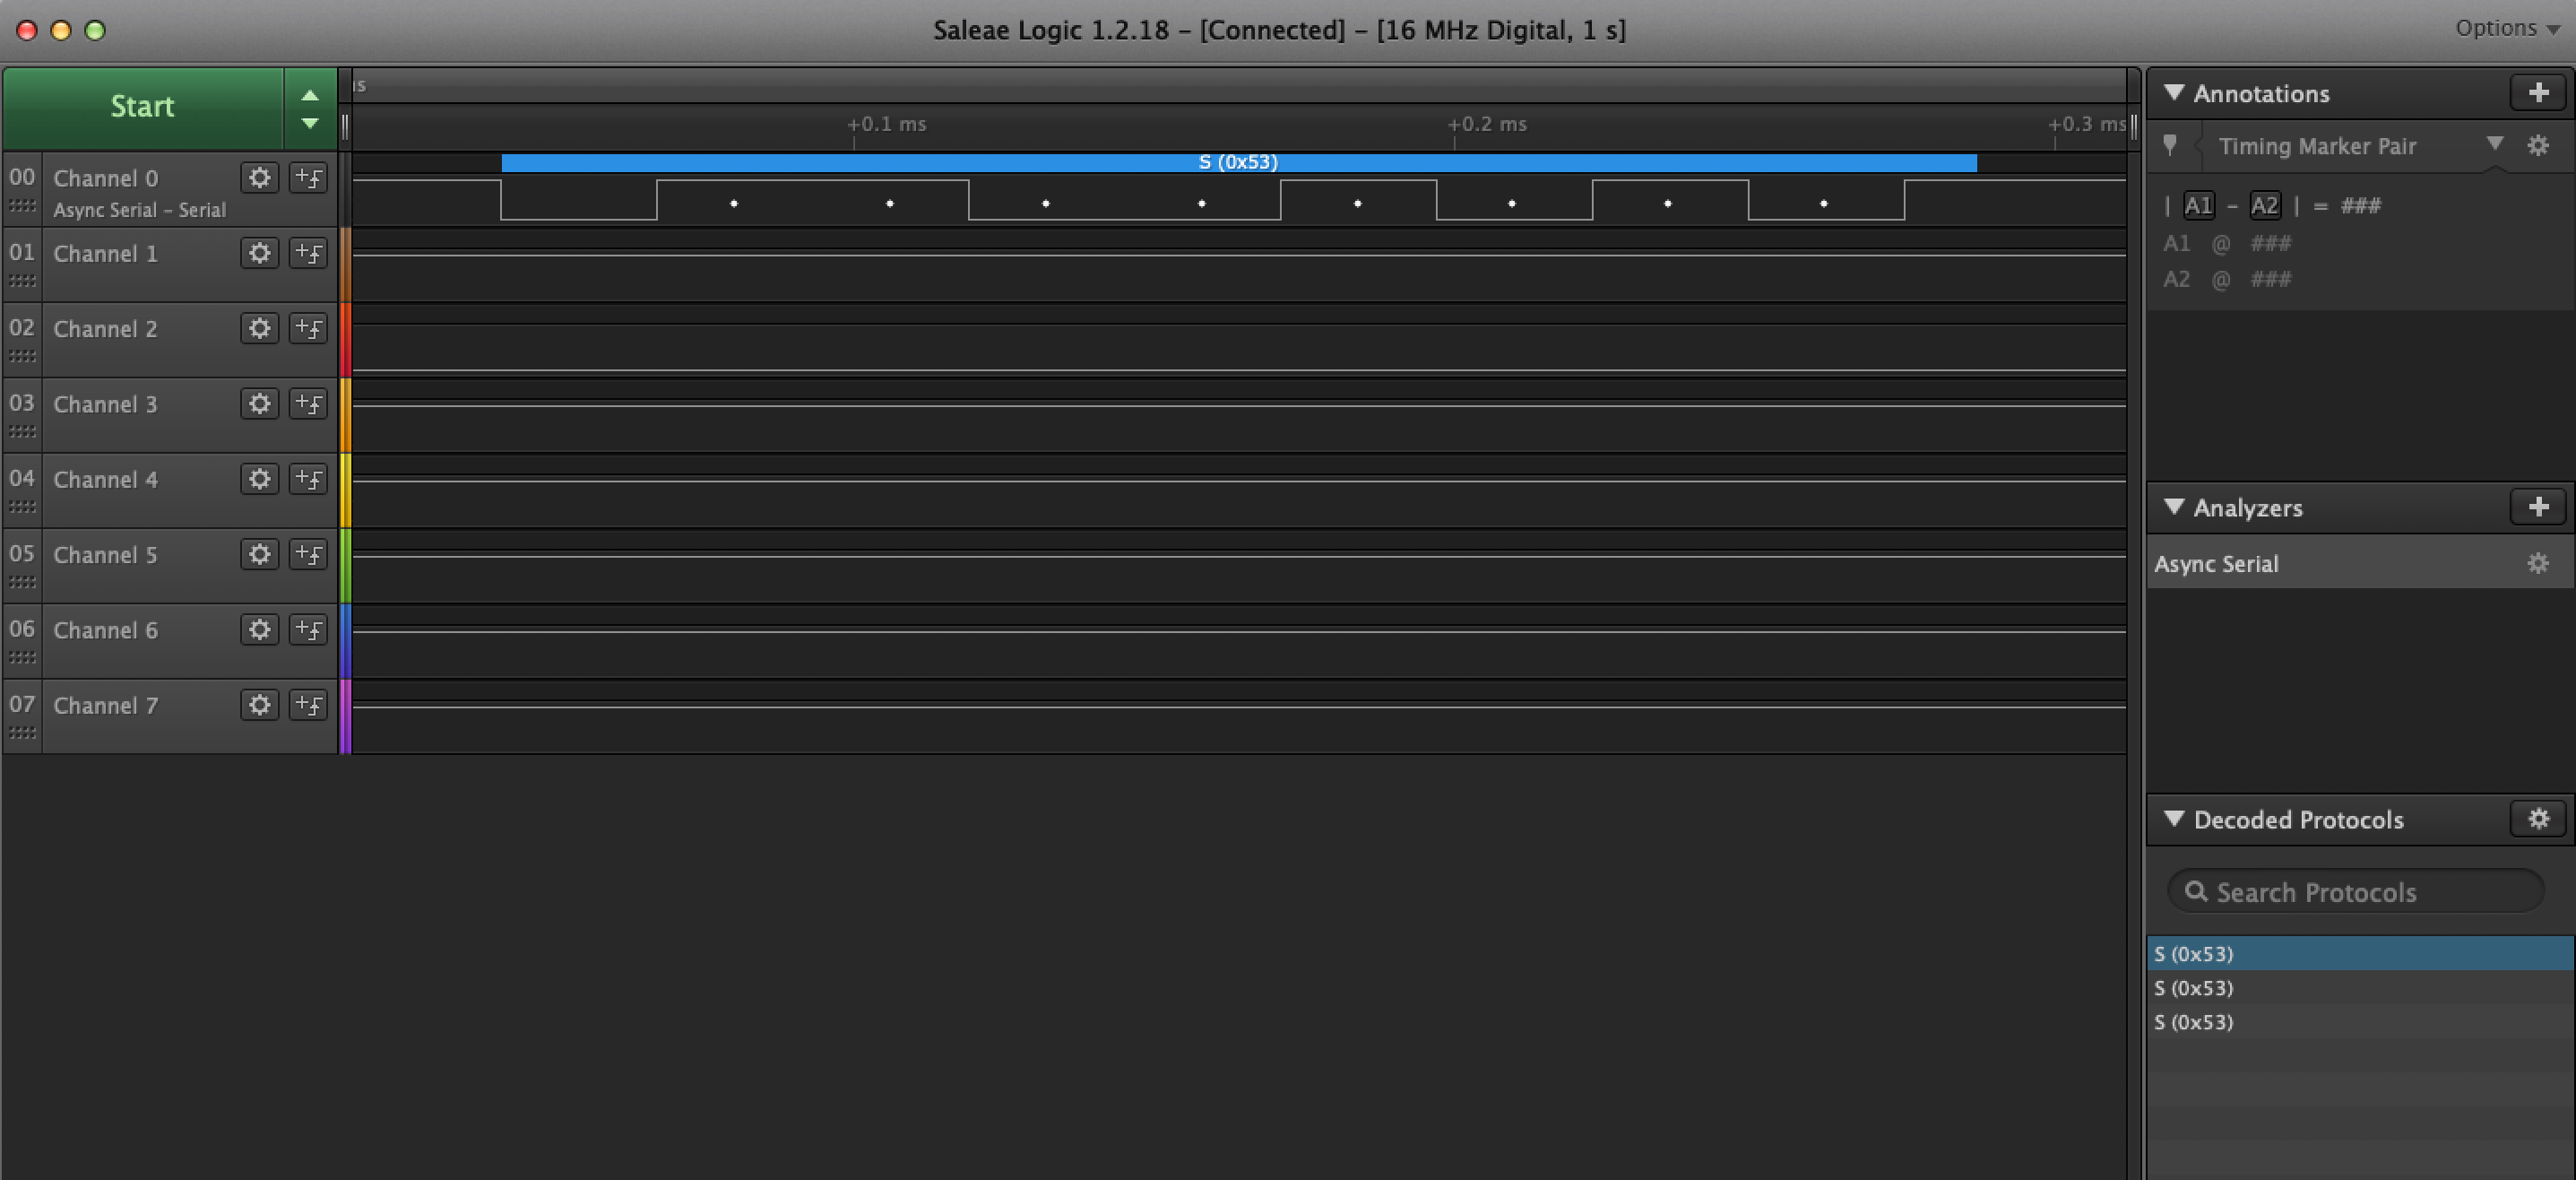 Saleae Logic 1.2.18 – [Connected] – [16 MHz Digital, 1 s]
Options
Start
+0.1 ms
+0.2 ms
+0.3 ms
S (0x53)
00 Channel 0
Async Serial – Serial
01 Channel 1
02 Channel 2
03 Channel 3
04 Channel 4
05 Channel 5
06 Channel 6
07 Channel 7
Annotations
Timing Marker Pair
| A1 – A2 | = ###
A1 @ ###
A2 @ ###
Analyzers
Async Serial
Decoded Protocols
Search Protocols
S (0x53)
S (0x53)
S (0x53)